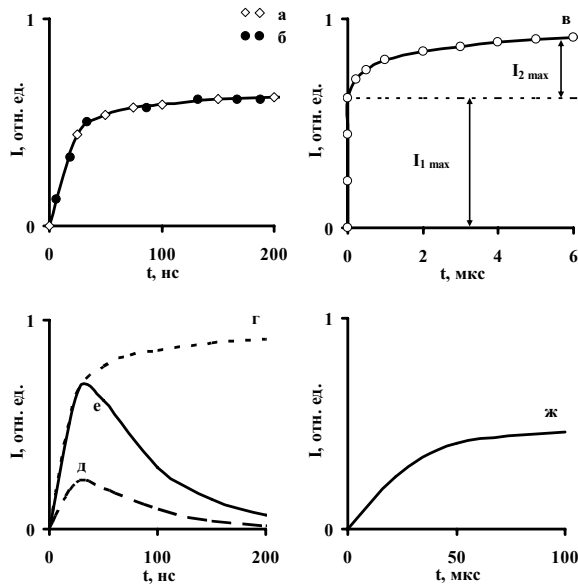 а
б
1
I, отн. ед.
0
0
100
200
t, нс
1
в
I, отн. ед.
I2 max
I1 max
0
0
2
4
6
t, мкс
1
г
I, отн. ед.
е
д
0
0
100
200
t, нс
1
I, отн. ед.
ж
0
0
50
100
t, мкс